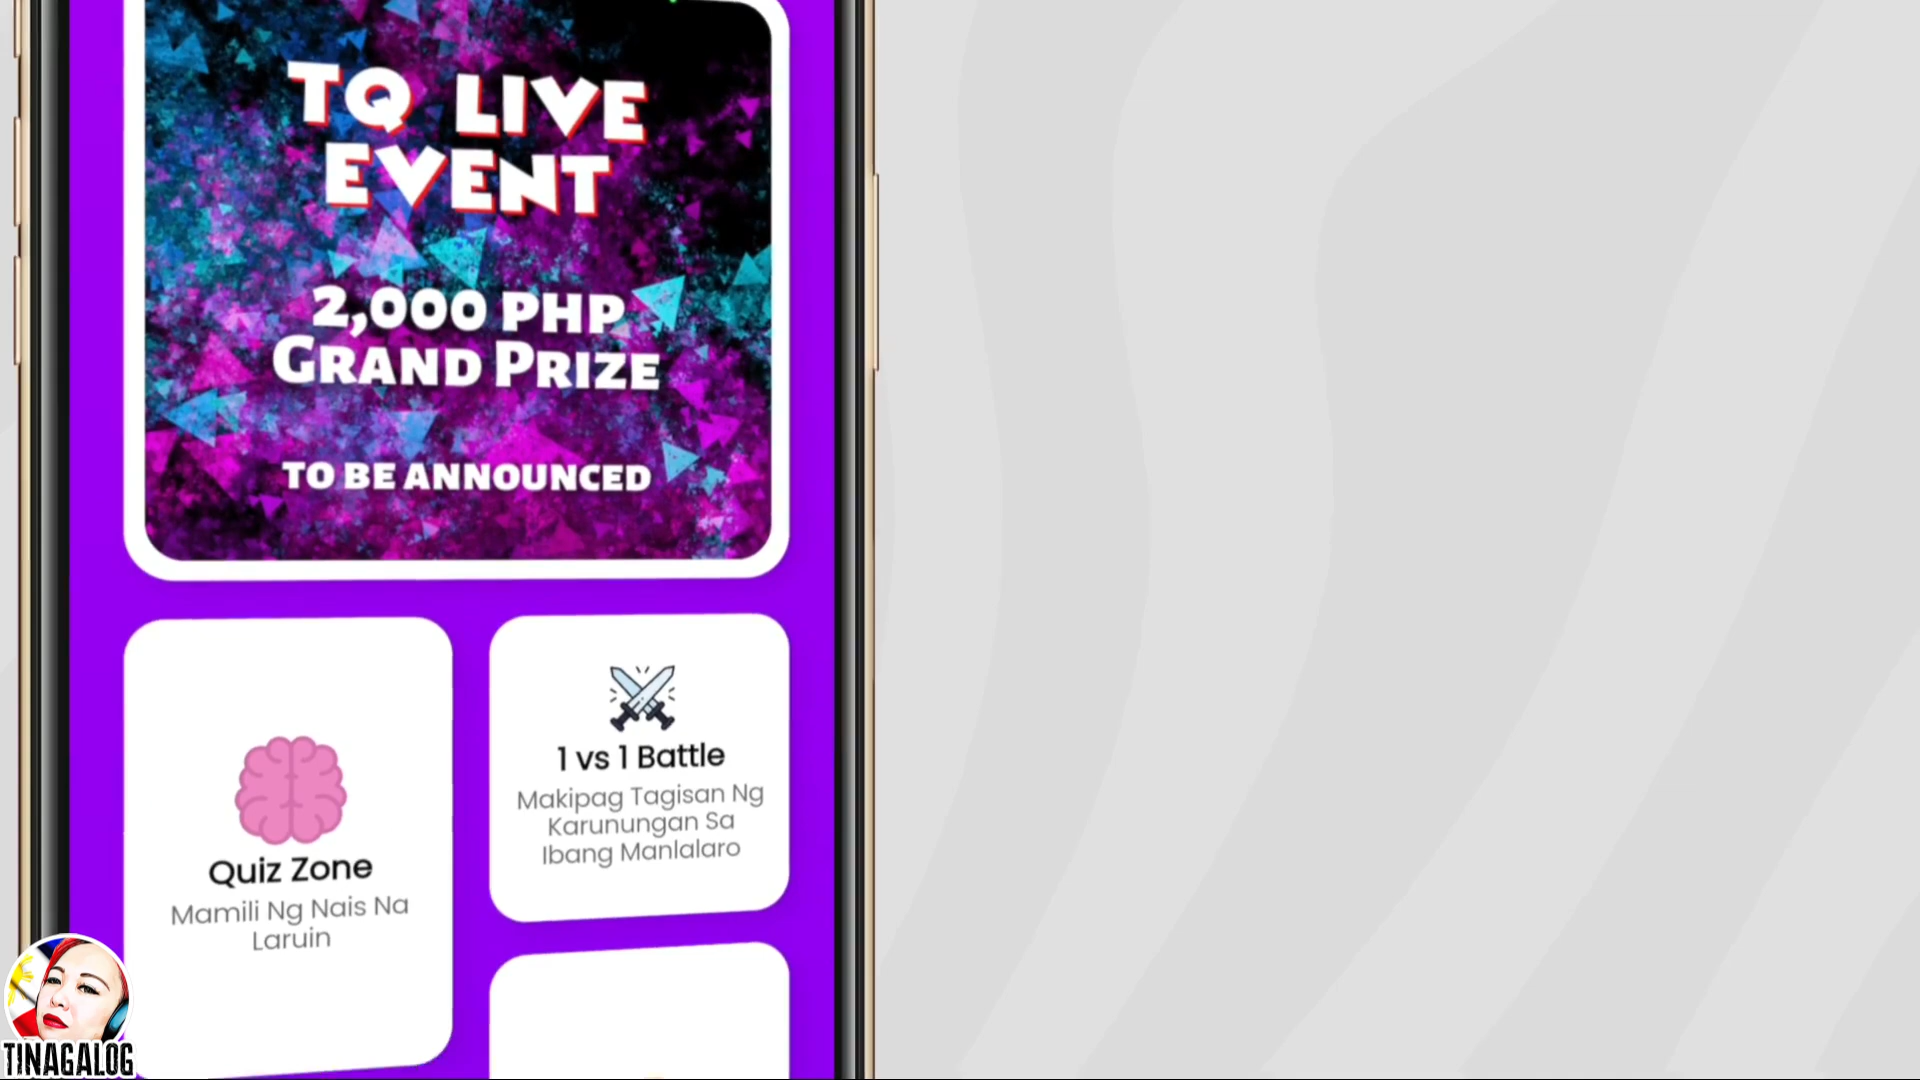 TQ LIVE
EVENT
2,000 PHP
GRAND PRIZE
TO BE ANNOUNCED
Quiz Zone
Mamili Ng Nais Na
Laruin
1 vs 1 Battle
Makipag Tagisan Ng
Karunungan Sa
Ibang Manlalaro
TINAGALOG